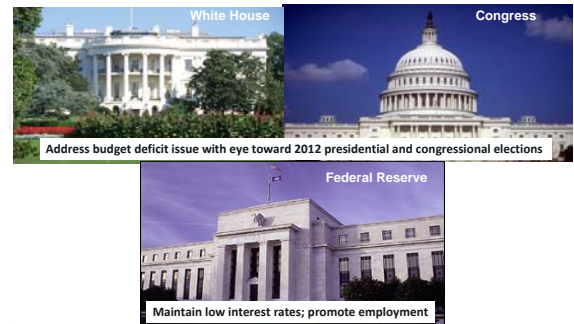 White House
Congress
Address budget deficit issue with eye toward 2012 presidential and congressional elections
Federal Reserve
Maintain low interest rates; promote employment